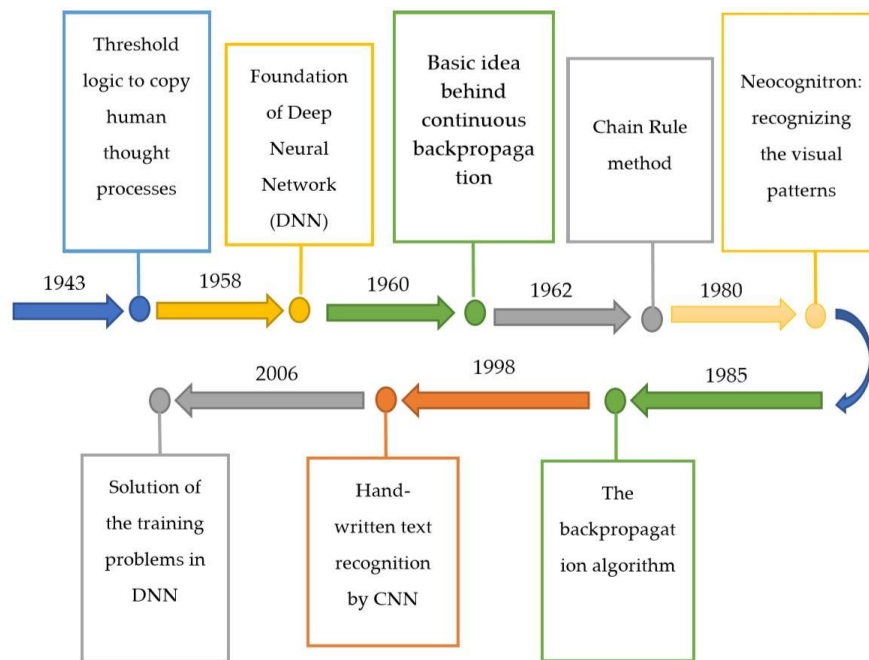 Threshold
logic to copy
human
thought
processes
Foundation
of Deep
Neural
Network
(DNN)
Basic idea
behind
continuous
backpropaga
tion
Chain Rule
method
Neocognitron:
recognizing
the visual
patterns
1943
1958
1960
1962
1980
2006
1998
1985
Solution of
the training
problems in
DNN
Hand-
written text
recognition
by CNN
The
backpropagat
ion algorithm